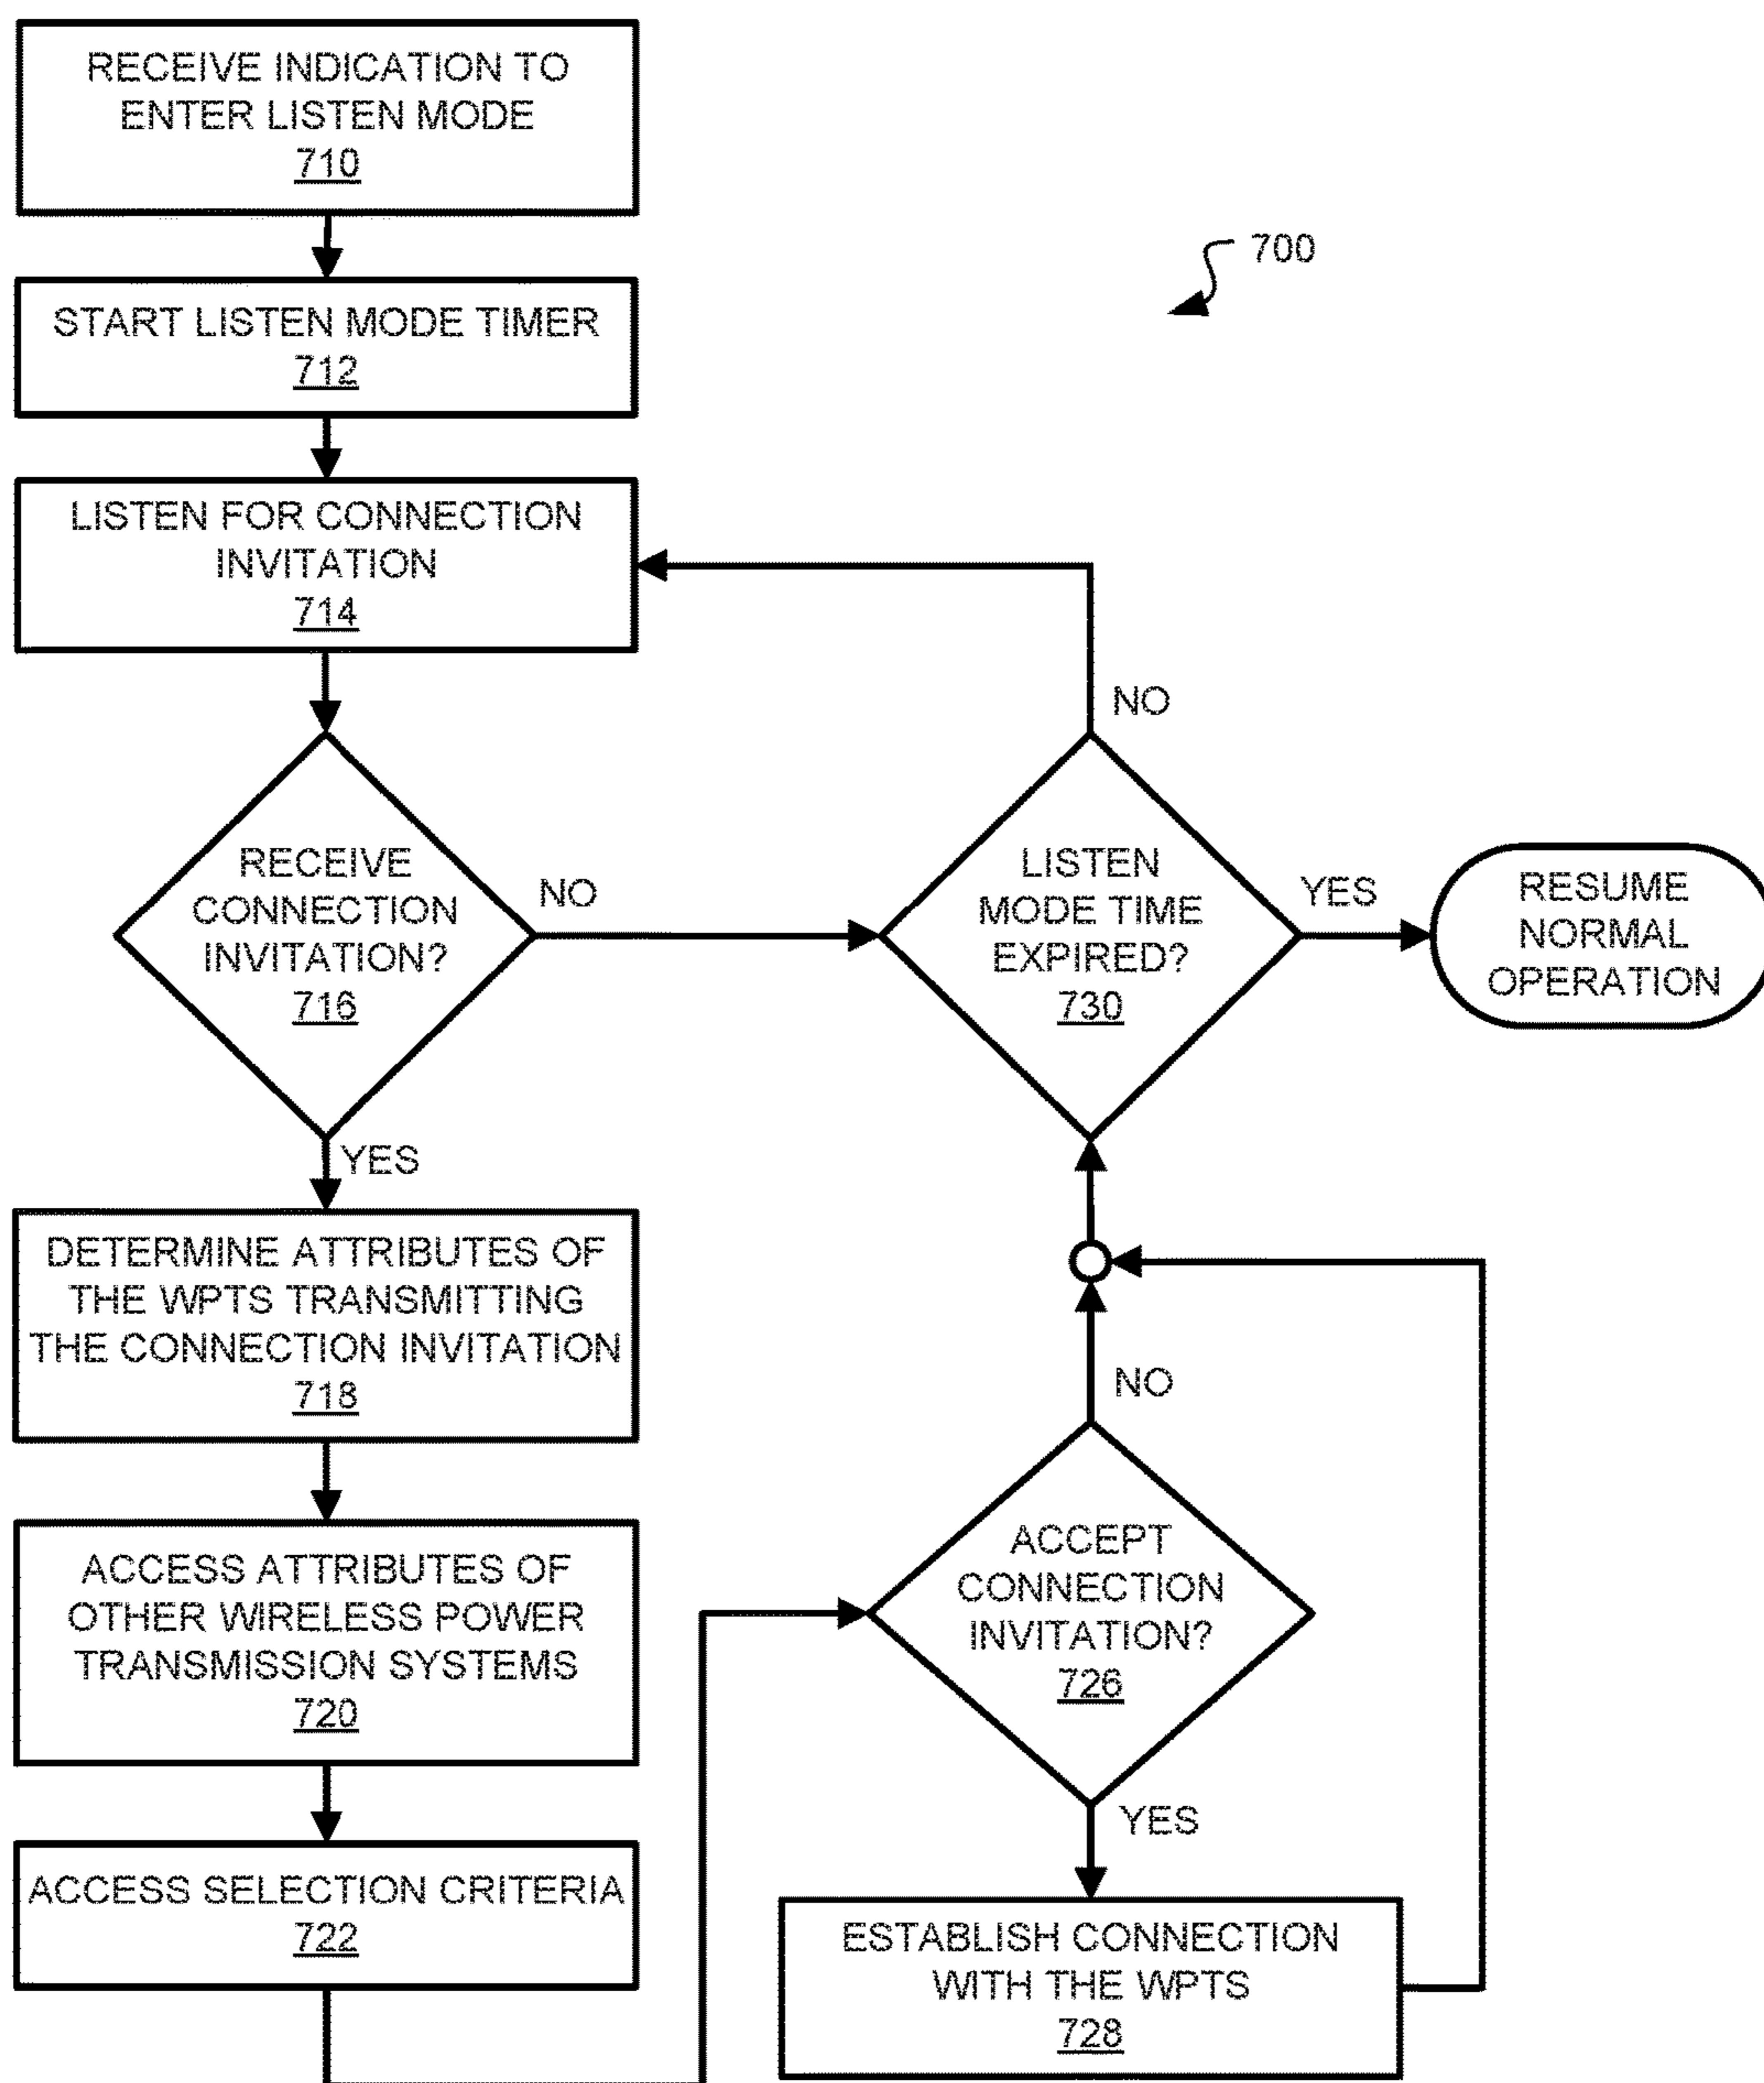 RECEIVE INDICATION TO
ENTER LISTEN MODE
710
700
START LISTEN MODE TIMER
712
LISTEN FOR CONNECTION
INVITATION
714
RECEIVE
CONNECTION
INVITATION?
716
NO
YES
LISTEN
MODE TIME
EXPIRED?
730
NO
YES
RESUME
NORMAL
OPERATION
DETERMINE ATTRIBUTES OF
THE WPTS TRANSMITTING
THE CONNECTION INVITATION
718
ACCESS ATTRIBUTES OF
OTHER WIRELESS POWER
TRANSMISSION SYSTEMS
720
ACCESS SELECTION CRITERIA
722
NO
ACCEPT
CONNECTION
INVITATION?
726
YES
ESTABLISH CONNECTION
WITH THE WPTS
728